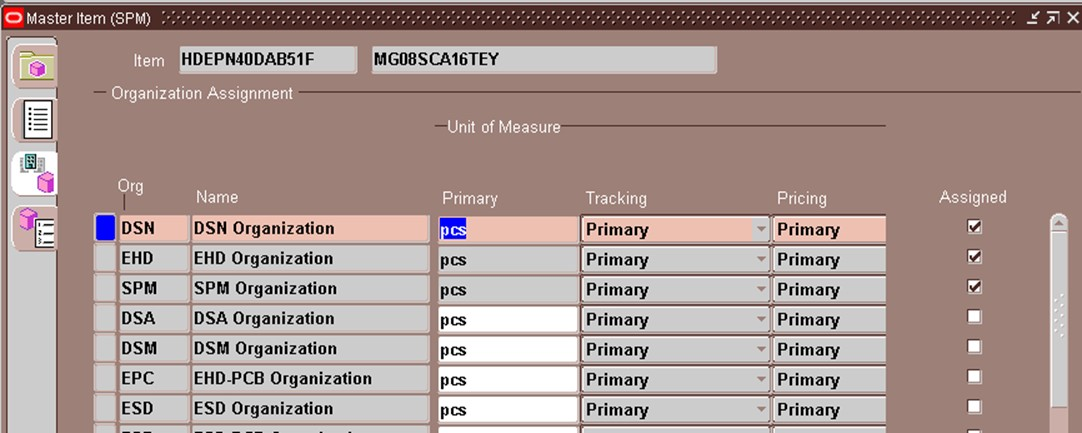 Master Item (SPM)
Item HDEPN40DAB51F MG08SCA16TEY
Organization Assignment
Unit of Measure
Org Name Primary Tracking Pricing Assigned
DSN DSN Organization pcs Primary Primary
EHD EHD Organization pcs Primary Primary
SPM SPM Organization pcs Primary Primary
DSA DSA Organization pcs Primary Primary
DSM DSM Organization pcs Primary Primary
EPC EHD-PCB Organization pcs Primary Primary
ESD ESD Organization pcs Primary Primary